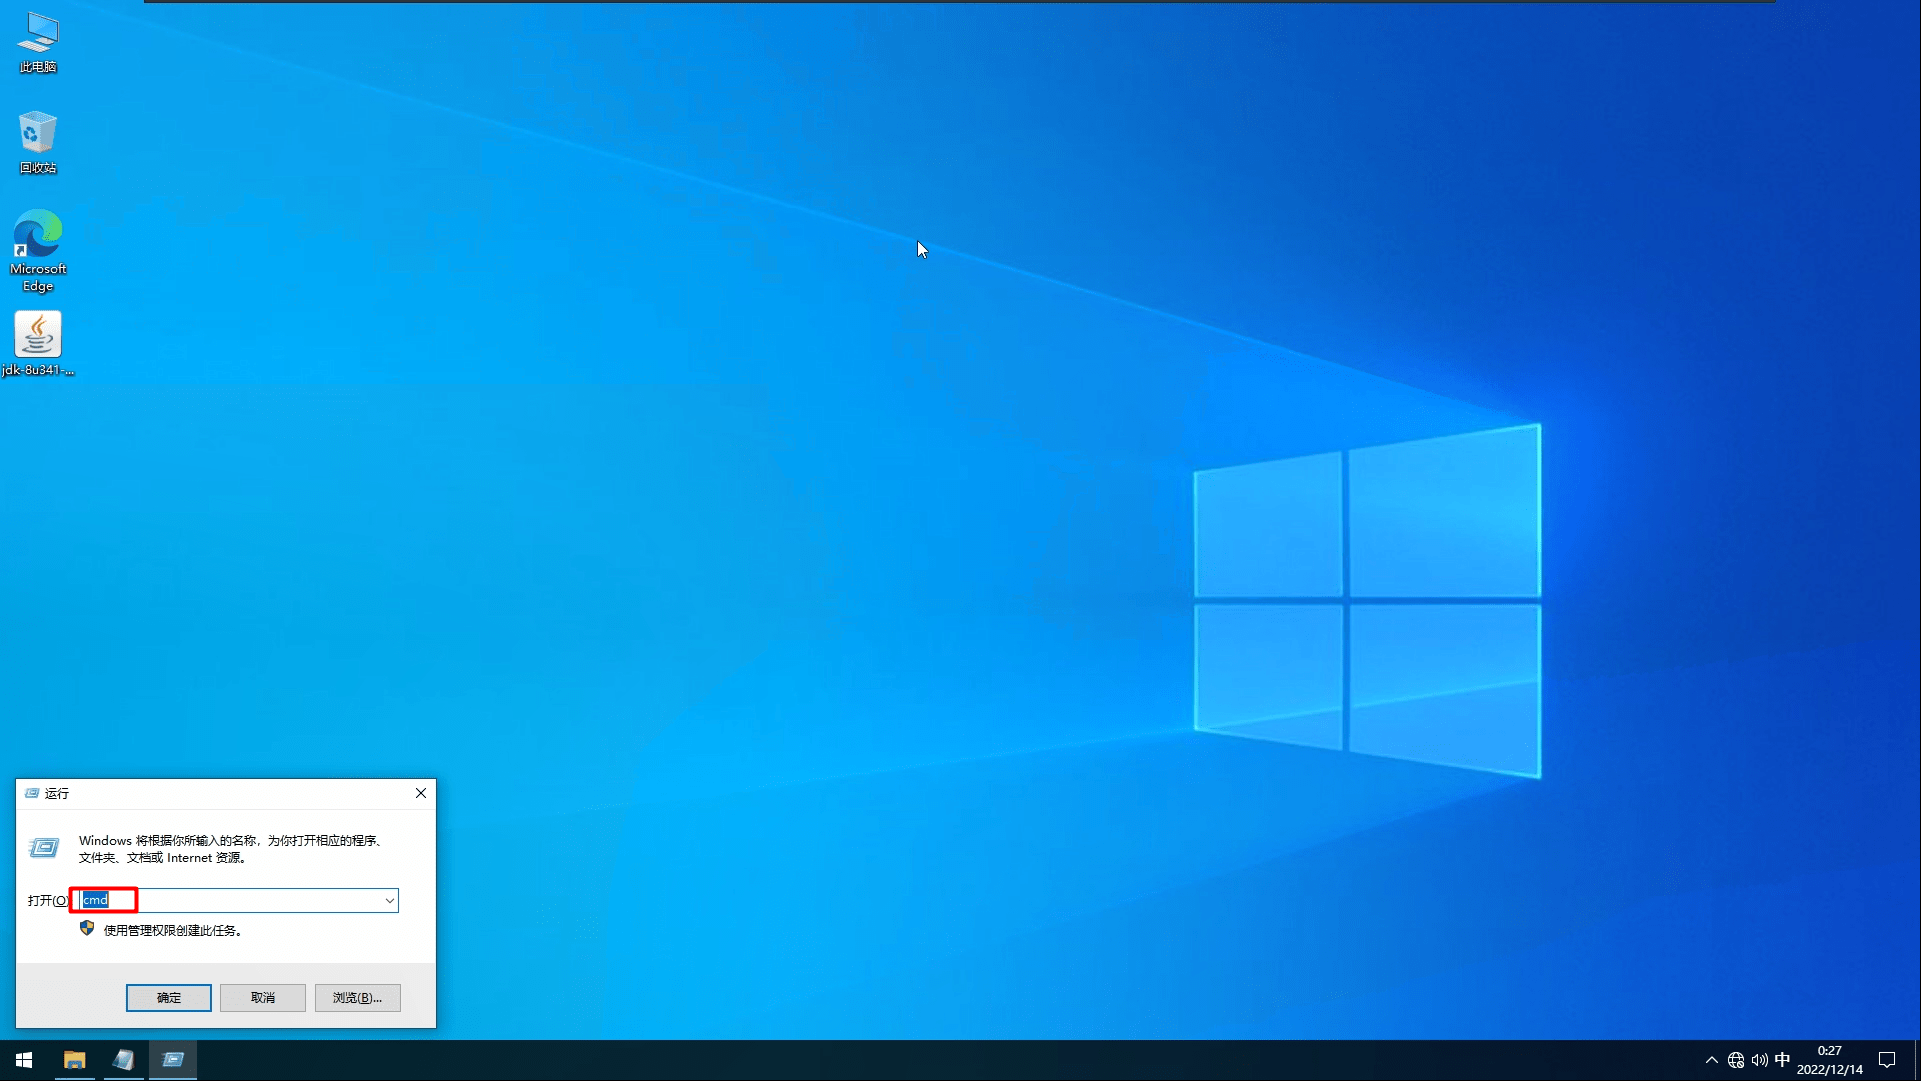 此电脑
回收站
Microsoft
Edge
jdk-8u341-...
运行
Windows 将根据你所输入的名称，为你打开相应的程序、
文件夹、文档或 Internet 资源。
打开(O)
cmd
使用管理权限创建此任务。
确定
取消
浏览(B)...
中
0:27
2022/12/14